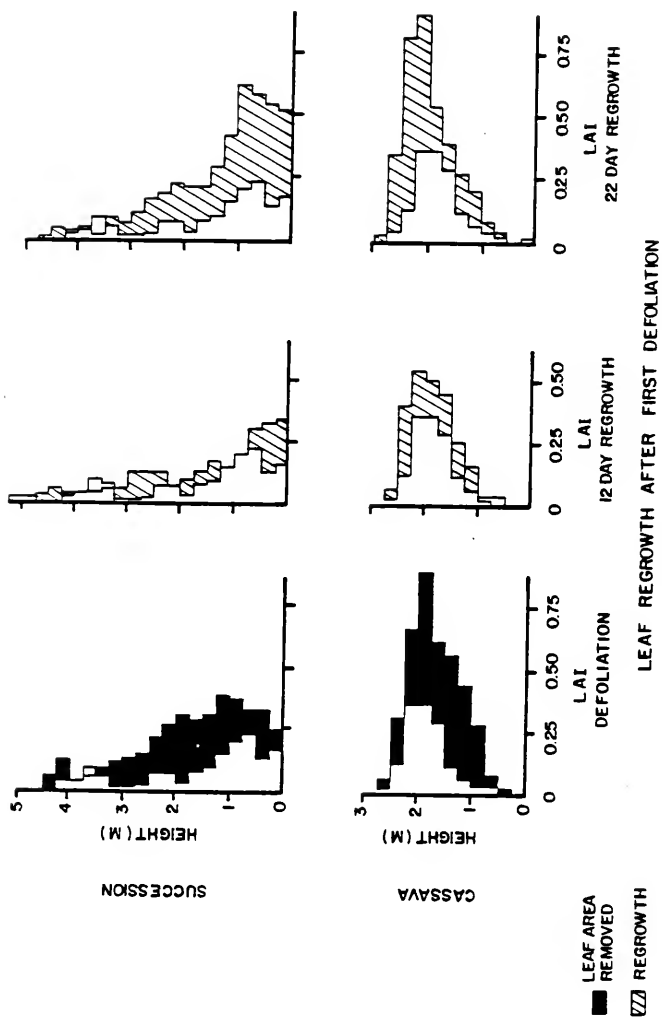 SUCCESSION
HEIGHT (M)
5
4
3
2
1
0
CASSAVA
HEIGHT (M)
3
2
1
0
0
0.25
0.50
0.75
LAI
DEFOLIATION
0
0.25
0.50
LAI
12 DAY REGROWTH
0
0.25
0.50
0.75
LAI
22 DAY REGROWTH
LEAF AREA
REMOVED
REGROWTH
LEAF REGROWTH AFTER FIRST DEFOLIATION